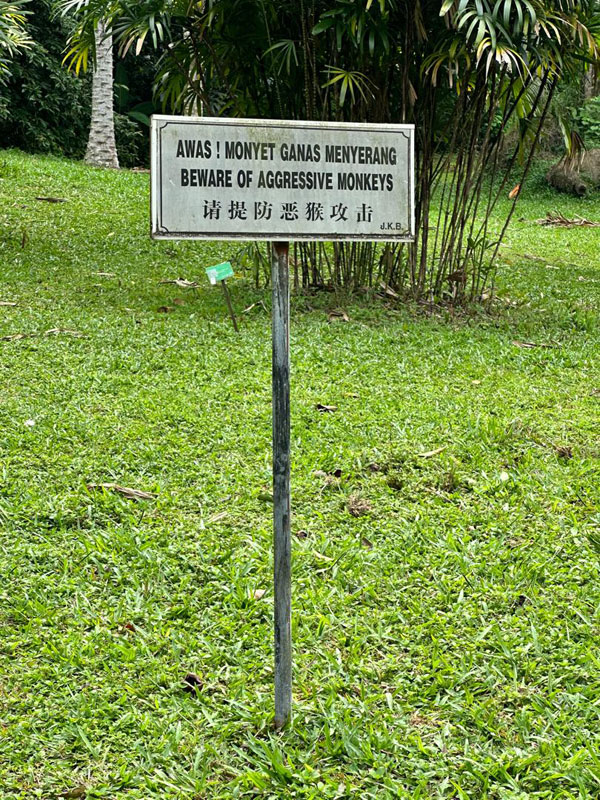 AWAS ! MONYET GANAS MENYERANG
BEWARE OF AGGRESSIVE MONKEYS
请提防恶猴攻击
J.K.B.